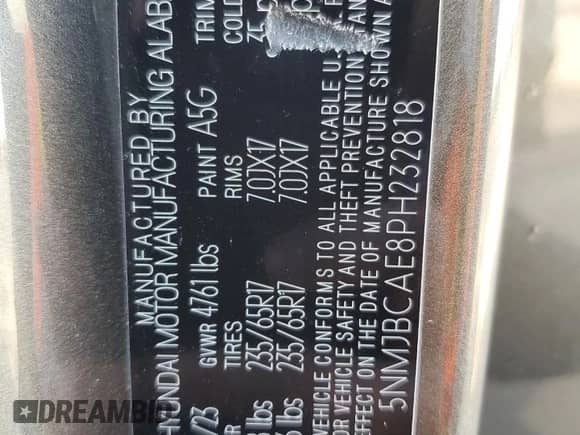 MANUFACTURED BY
HYUNDAI MOTOR MANUFACTURING ALAB
/23 GVWR 4761 lbs PAINT A5G TRIM
TIRES RIMS COLD
lbs 235/65R17 7.0JX17
lbs 235/65R17 7.0JX17
VEHICLE CONFORMS TO ALL APPLICABLE U.
VEHICLE SAFETY AND THEFT PREVENTION
EFFECT ON THE DATE OF MANUFACTURE SHOWN A
5NMJBCAE8PH232818
DREAMBID